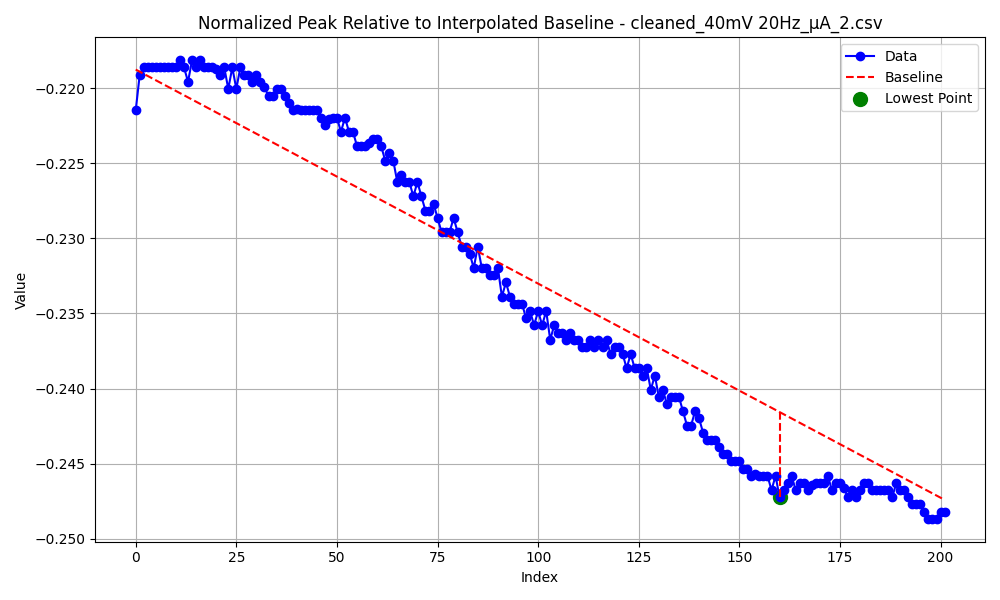 Normalized Peak Relative to Interpolated Baseline - cleaned_40mV 20Hz_μA_2.csv
Data
Baseline
Lowest Point
Value
−0.220
−0.225
−0.230
−0.235
−0.240
−0.245
−0.250
0 25 50 75 100 125 150 175 200
Index